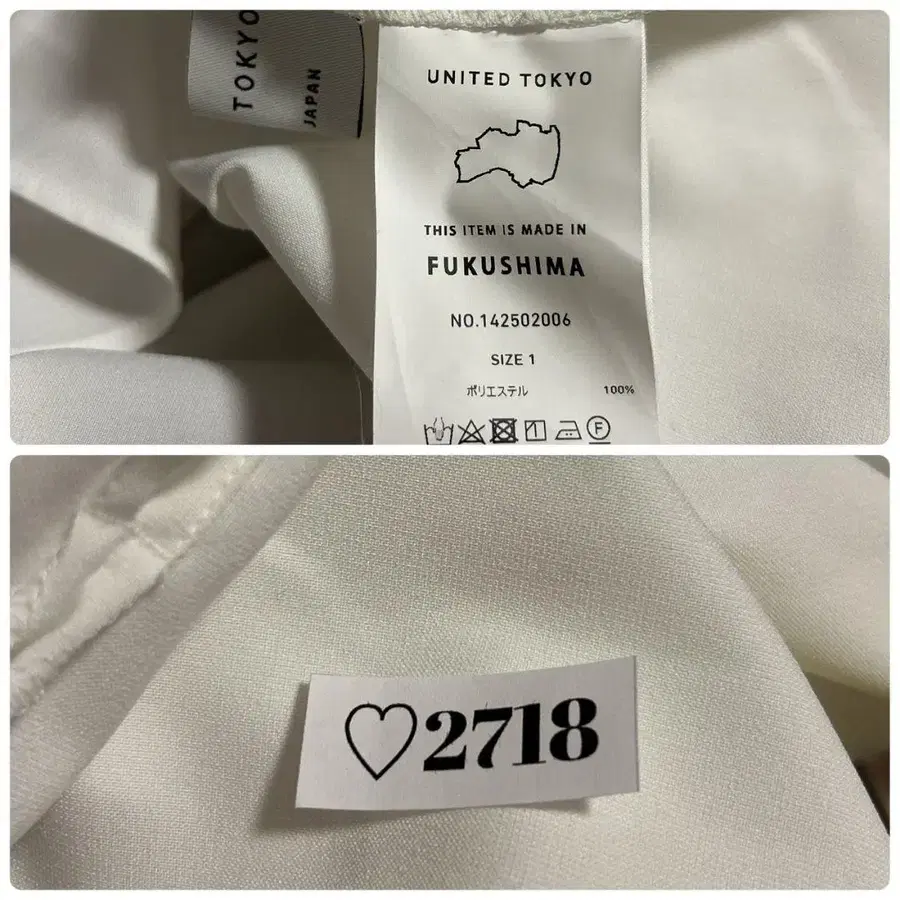 TOKYO
JAPAN
UNITED TOKYO
THIS ITEM IS MADE IN
FUKUSHIMA
NO.142502006
SIZE 1
ポリエステル 100%
F
♡2718